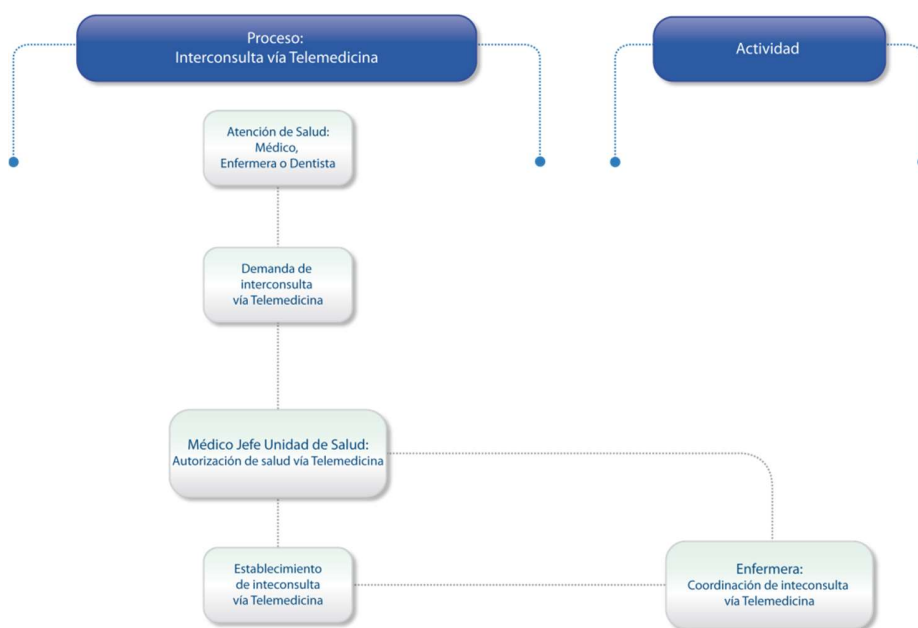 Proceso:
Interconsulta vía Telemedicina
Actividad
Atención de Salud:
Médico,
Enfermera o Dentista
Demanda de
interconsulta
vía Telemedicina
Médico Jefe Unidad de Salud:
Autorización de salud vía Telemedicina
Establecimiento
de inteconsulta
vía Telemedicina
Enfermera:
Coordinación de inteconsulta
vía Telemedicina